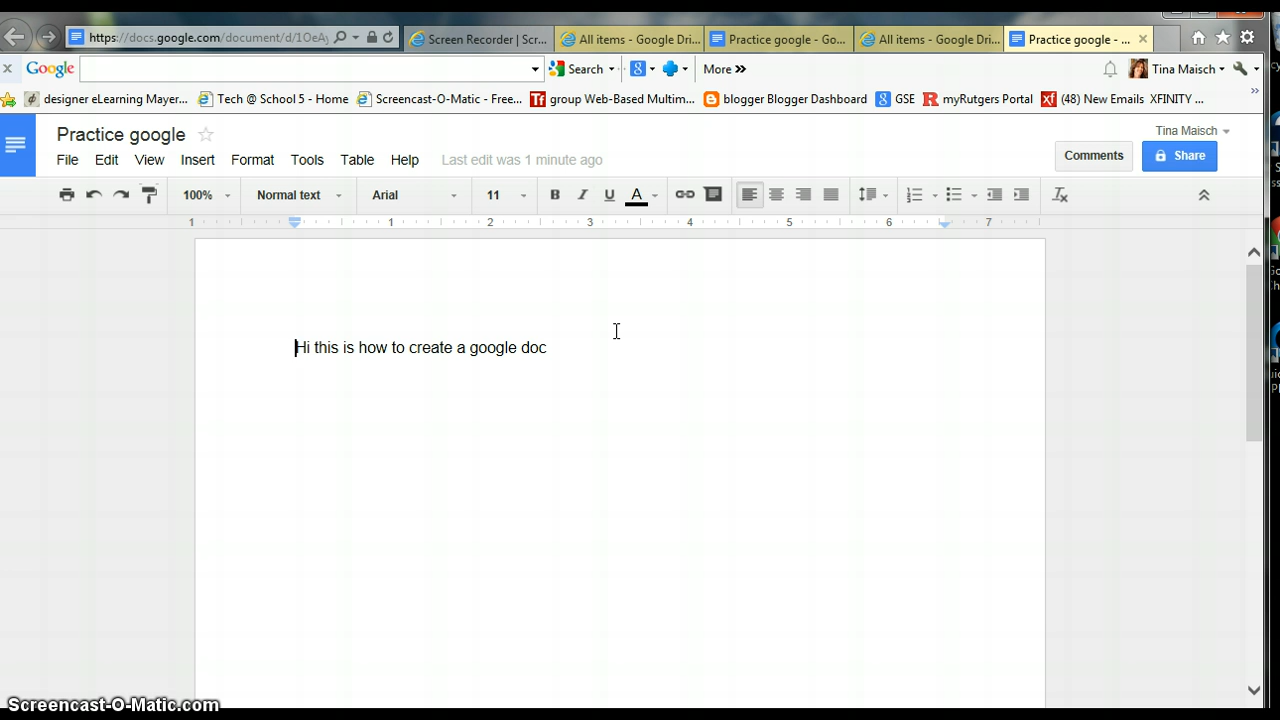 https://docs.google.com/document/d/1OeAy
Screen Recorder | Scr...
All items - Google Dri...
Practice google - Go...
All items - Google Dri...
Practice google - ...
Google
Search
More »
Tina Maisch
designer eLearning Mayer...
Tech @ School 5 - Home
Screencast-O-Matic - Free...
group Web-Based Multim...
blogger Blogger Dashboard
GSE
myRutgers Portal
(48) New Emails XFINITY ...
Practice google
Tina Maisch
File Edit View Insert Format Tools Table Help Last edit was 1 minute ago
Comments
Share
100% Normal text Arial 11 B I U A
1 1 2 3 4 5 6 7
Hi this is how to create a google doc
Screencast-O-Matic.com